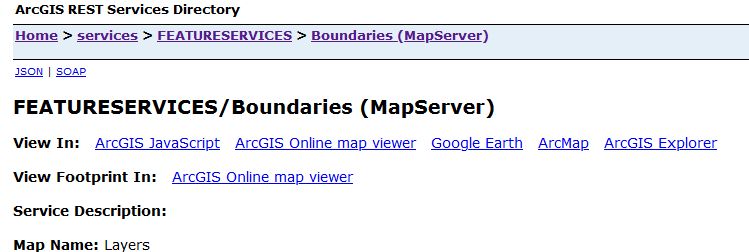 ArcGIS REST Services Directory
Home > services > FEATURESERVICES > Boundaries (MapServer)
JSON | SOAP
FEATURESERVICES/Boundaries (MapServer)
View In: ArcGIS JavaScript ArcGIS Online map viewer Google Earth ArcMap ArcGIS Explorer
View Footprint In: ArcGIS Online map viewer
Service Description:
Map Name: Layers